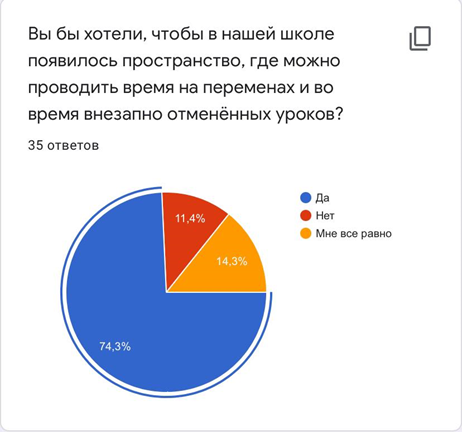 Вы бы хотели, чтобы в нашей школе
появилось пространство, где можно
проводить время на переменах и во
время внезапно отменённых уроков?
35 ответов
Да
Нет
Мне все равно
11,4%
14,3%
74,3%